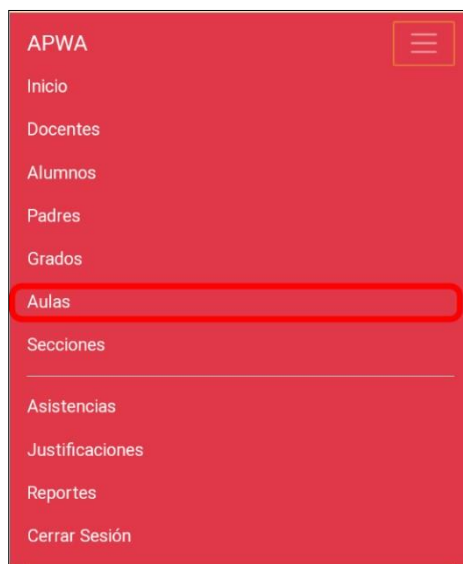 APWA
Inicio
Docentes
Alumnos
Padres
Grados
Aulas
Secciones
Asistencias
Justificaciones
Reportes
Cerrar Sesión